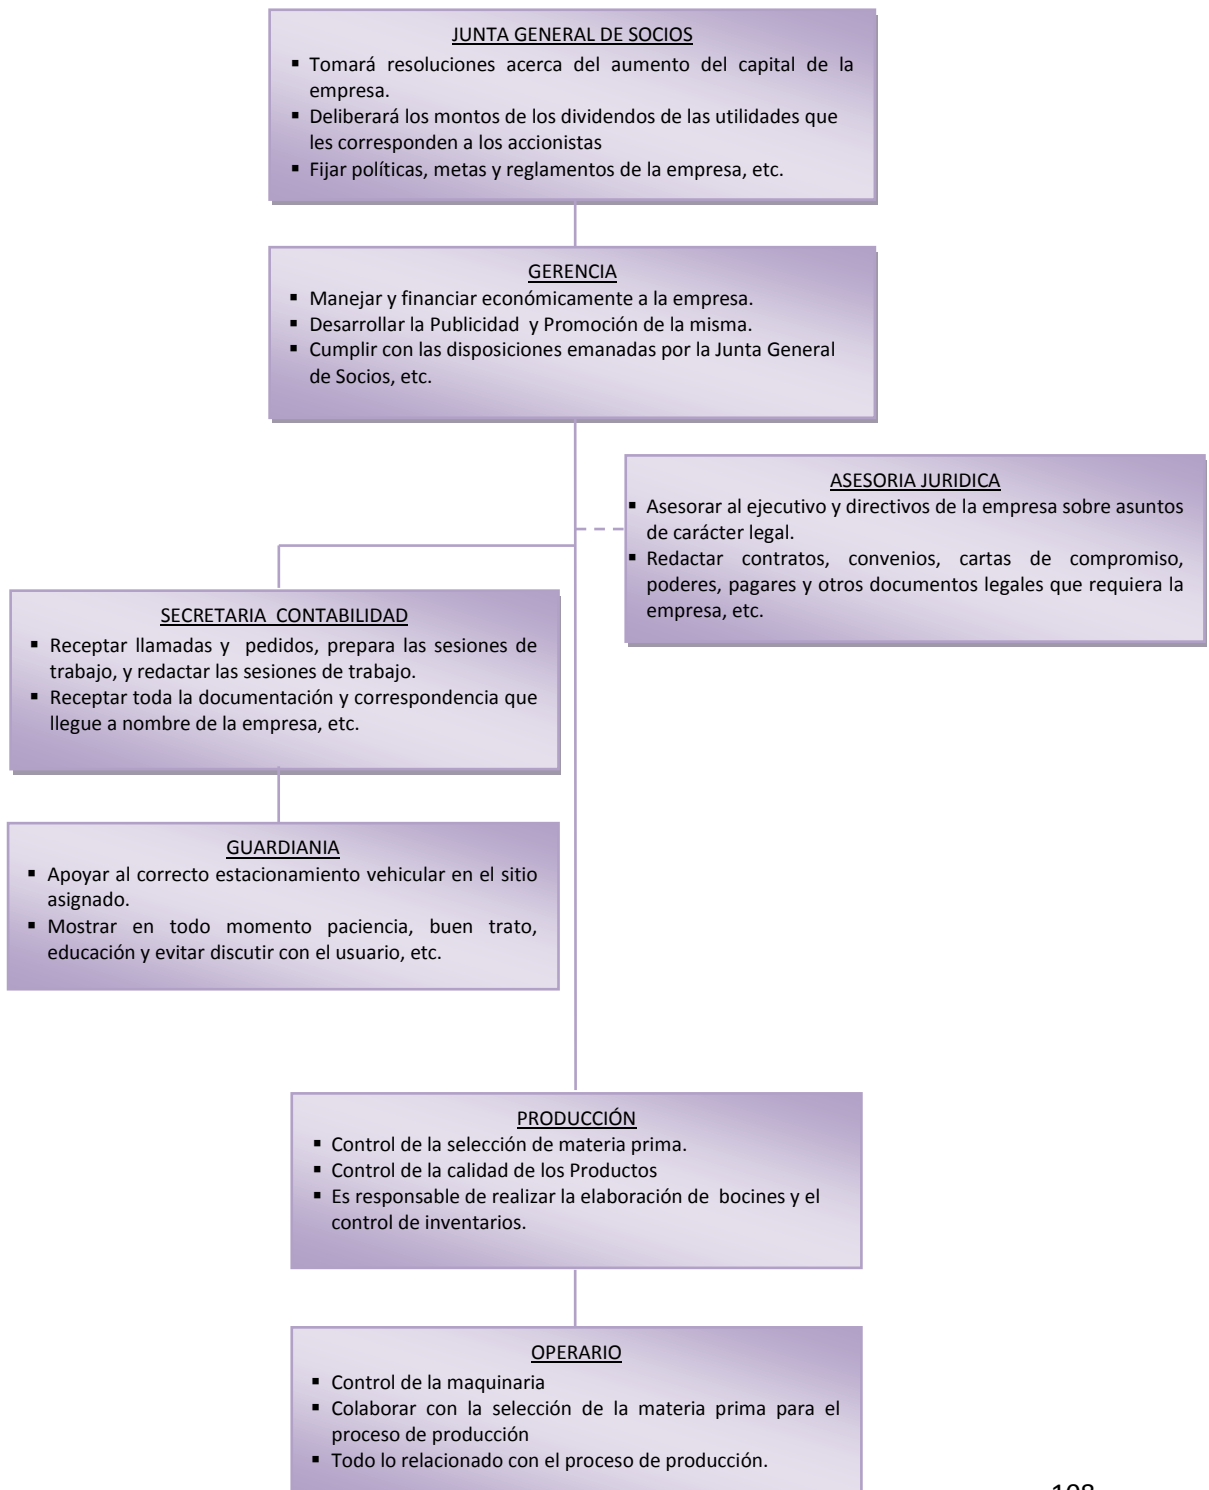 JUNTA GENERAL DE SOCIOS
▪ Tomará resoluciones acerca del aumento del capital de la
empresa.
▪ Deliberará los montos de los dividendos de las utilidades que
les corresponden a los accionistas
▪ Fijar políticas, metas y reglamentos de la empresa, etc.
GERENCIA
▪ Manejar y financiar económicamente a la empresa.
▪ Desarrollar la Publicidad y Promoción de la misma.
▪ Cumplir con las disposiciones emanadas por la Junta General
de Socios, etc.
ASESORIA JURIDICA
▪ Asesorar al ejecutivo y directivos de la empresa sobre asuntos
de carácter legal.
▪ Redactar contratos, convenios, cartas de compromiso,
poderes, pagares y otros documentos legales que requiera la
empresa, etc.
SECRETARIA CONTABILIDAD
▪ Receptar llamadas y pedidos, prepara las sesiones de
trabajo, y redactar las sesiones de trabajo.
▪ Receptar toda la documentación y correspondencia que
llegue a nombre de la empresa, etc.
GUARDIANIA
▪ Apoyar al correcto estacionamiento vehicular en el sitio
asignado.
▪ Mostrar en todo momento paciencia, buen trato,
educación y evitar discutir con el usuario, etc.
PRODUCCIÓN
▪ Control de la selección de materia prima.
▪ Control de la calidad de los Productos
▪ Es responsable de realizar la elaboración de bocines y el
control de inventarios.
OPERARIO
▪ Control de la maquinaria
▪ Colaborar con la selección de la materia prima para el
proceso de producción
▪ Todo lo relacionado con el proceso de producción.